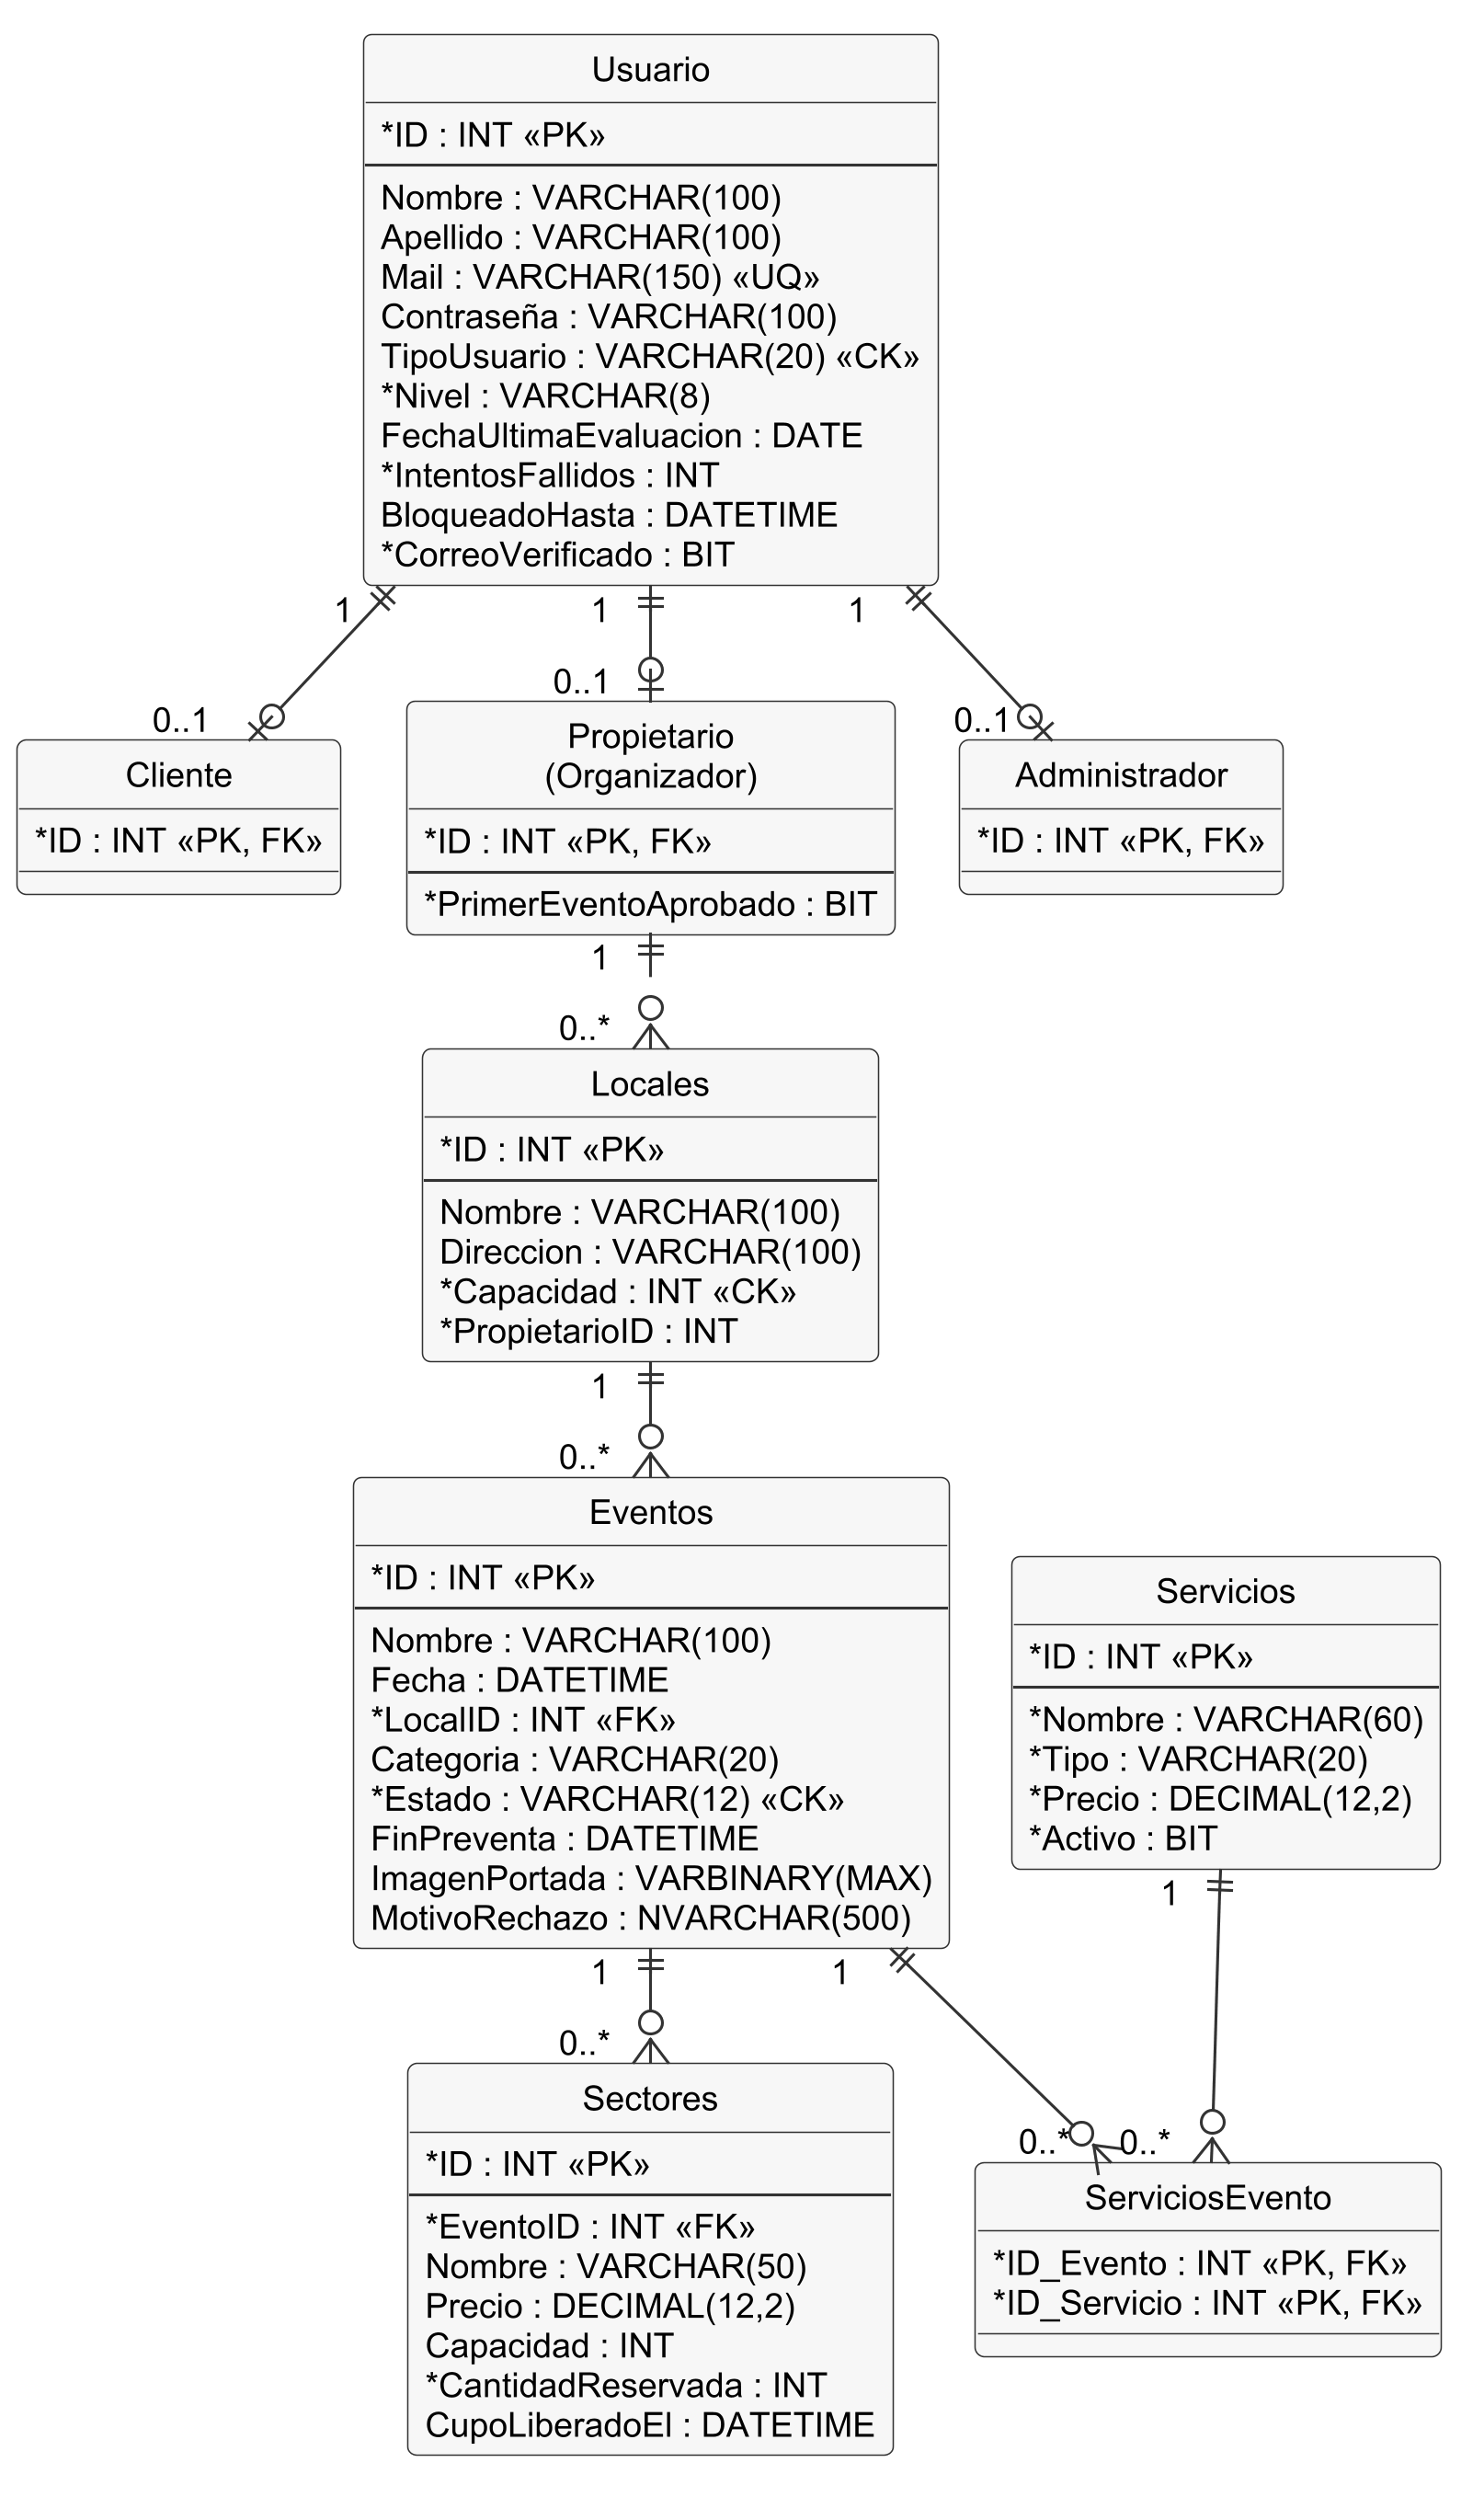 Usuario
*ID : INT «PK»
Nombre : VARCHAR(100)
Apellido : VARCHAR(100)
Mail : VARCHAR(150) «UQ»
Contraseña : VARCHAR(100)
TipoUsuario : VARCHAR(20) «CK»
*Nivel : VARCHAR(8)
FechaUltimaEvaluacion : DATE
*IntentosFallidos : INT
BloqueadoHasta : DATETIME
*CorreoVerificado : BIT
1
1
1
0..1
0..1
0..1
Cliente
*ID : INT «PK, FK»
Propietario
(Organizador)
*ID : INT «PK, FK»
*PrimerEventoAprobado : BIT
Administrador
*ID : INT «PK, FK»
1
0..*
Locales
*ID : INT «PK»
Nombre : VARCHAR(100)
Direccion : VARCHAR(100)
*Capacidad : INT «CK»
*PropietarioID : INT
1
0..*
Eventos
*ID : INT «PK»
Nombre : VARCHAR(100)
Fecha : DATETIME
*LocalID : INT «FK»
Categoria : VARCHAR(20)
*Estado : VARCHAR(12) «CK»
FinPreventa : DATETIME
ImagenPortada : VARBINARY(MAX)
MotivoRechazo : NVARCHAR(500)
Servicios
*ID : INT «PK»
*Nombre : VARCHAR(60)
*Tipo : VARCHAR(20)
*Precio : DECIMAL(12,2)
*Activo : BIT
1
1
1
0..*
0..*
0..*
Sectores
*ID : INT «PK»
*EventoID : INT «FK»
Nombre : VARCHAR(50)
Precio : DECIMAL(12,2)
Capacidad : INT
*CantidadReservada : INT
CupoLiberadoEl : DATETIME
ServiciosEvento
*ID_Evento : INT «PK, FK»
*ID_Servicio : INT «PK, FK»